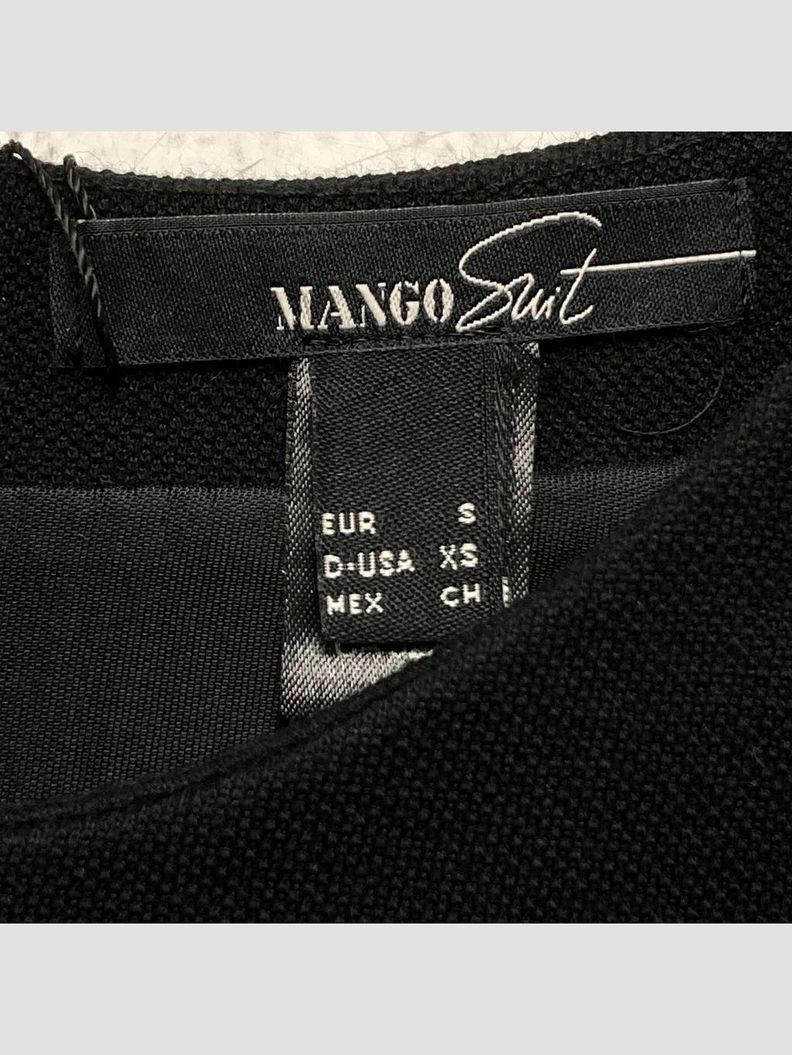 MANGO Suit
EUR S
D-USA XS
MEX CH